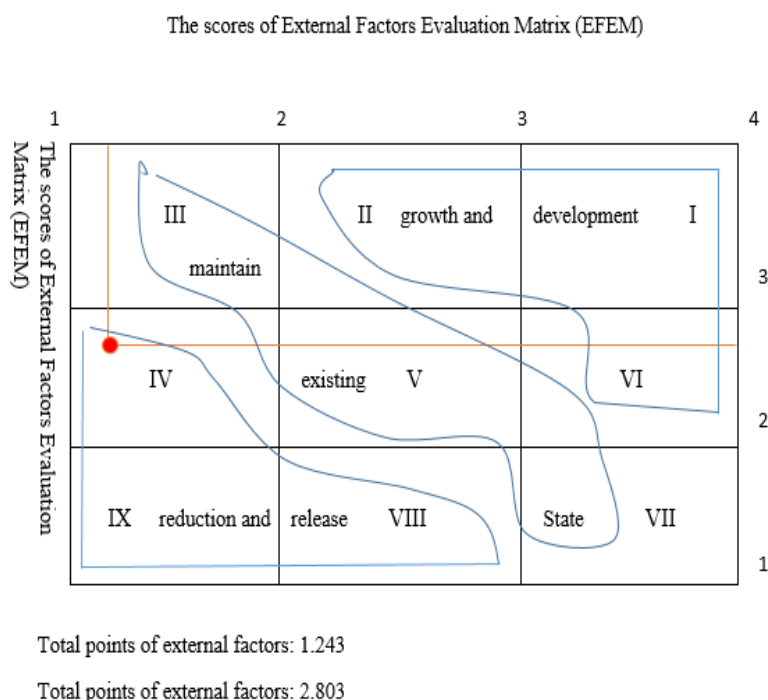 The scores of External Factors Evaluation Matrix (EFEM)
1 2 3 4
The scores of External Factors Evaluation
Matrix (EFEM)
III II growth and development I
maintain
3
IV existing V VI
2
IX reduction and release VIII State VII
1
Total points of external factors: 1.243
Total points of external factors: 2.803